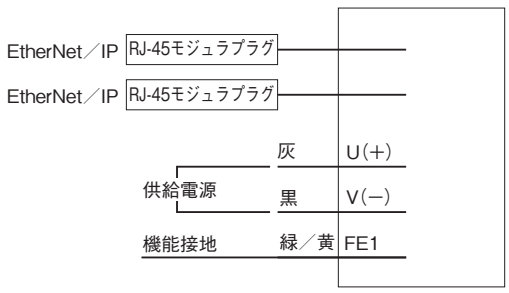 EtherNet／IP RJ-45モジュラプラグ
EtherNet／IP RJ-45モジュラプラグ
灰 U(＋)
供給電源
黒 V(－)
機能接地 緑／黄 FE1